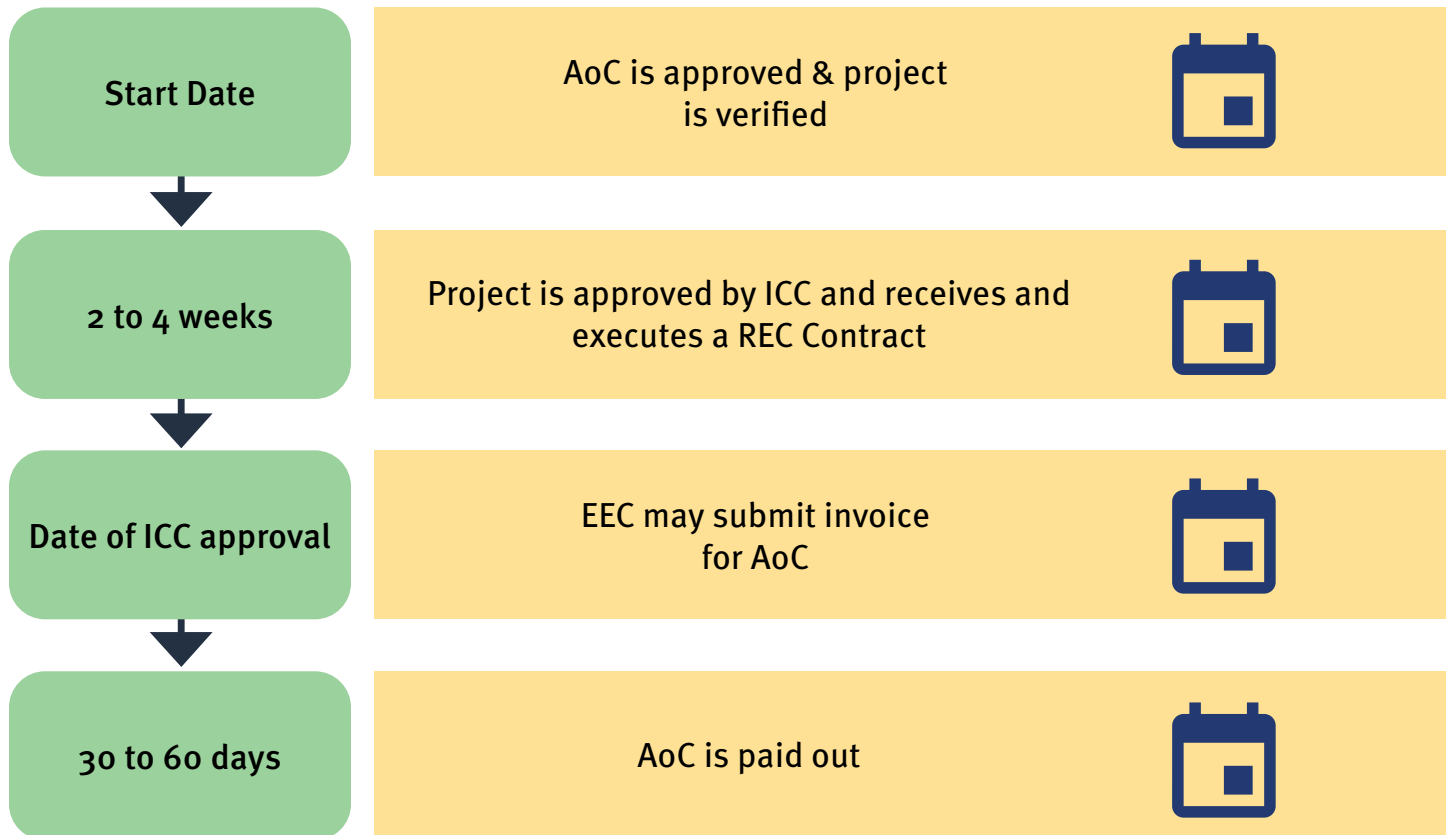 Start Date
AoC is approved & project
is verified
2 to 4 weeks
Project is approved by ICC and receives and
executes a REC Contract
Date of ICC approval
EEC may submit invoice
for AoC
30 to 60 days
AoC is paid out